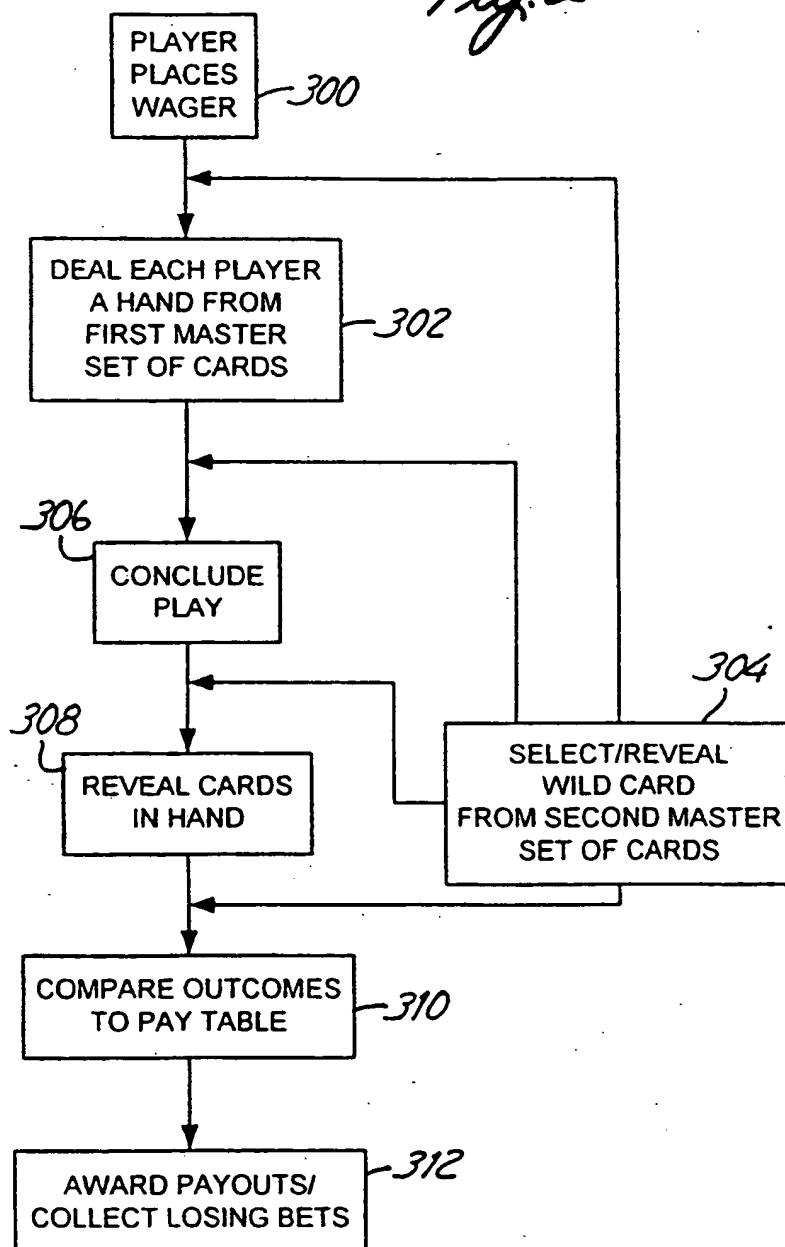 PLAYER
PLACES
WAGER
300
DEAL EACH PLAYER
A HAND FROM
FIRST MASTER
SET OF CARDS
302
306
CONCLUDE
PLAY
304
SELECT/REVEAL
WILD CARD
FROM SECOND MASTER
SET OF CARDS
308
REVEAL CARDS
IN HAND
COMPARE OUTCOMES
TO PAY TABLE
310
AWARD PAYOUTS/
COLLECT LOSING BETS
312